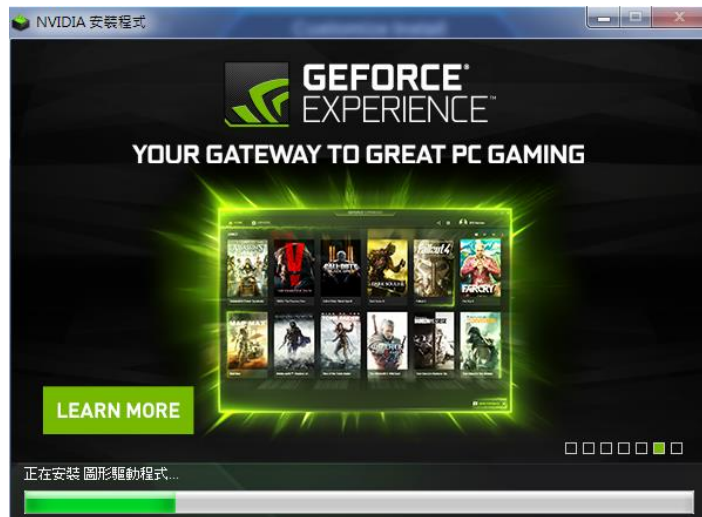 NVIDIA 安裝程式
GEFORCE®
EXPERIENCE™
YOUR GATEWAY TO GREAT PC GAMING
LEARN MORE
正在安裝 圖形驅動程式...